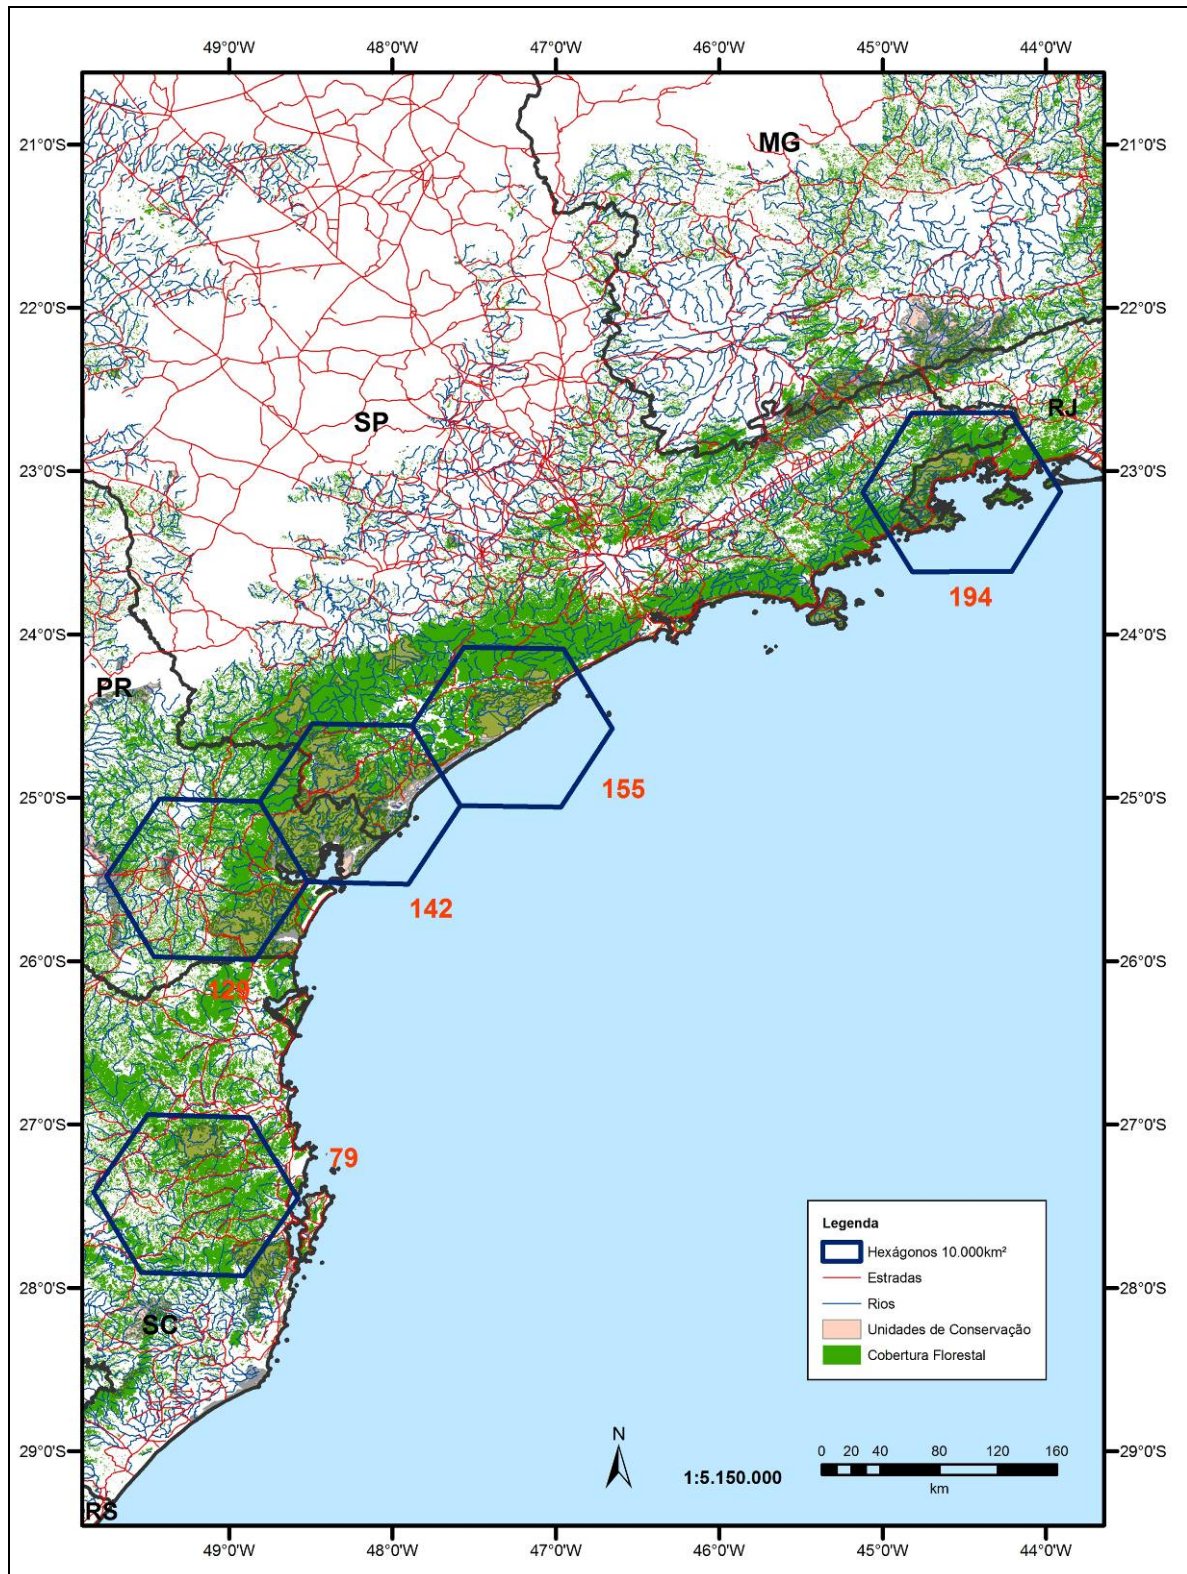 49°0'W 48°0'W 47°0'W 46°0'W 45°0'W 44°0'W
21°0'S MG 21°0'S
22°0'S 22°0'S
SP RJ
23°0'S 23°0'S
194
24°0'S 24°0'S
PR
155
25°0'S 25°0'S
142
26°0'S 26°0'S
129
27°0'S 27°0'S
79
28°0'S 28°0'S
SC
29°0'S 29°0'S
RS
Legenda
Hexágonos 10.000km²
Estradas
Rios
Unidades de Conservação
Cobertura Florestal
N
1:5.150.000
0 20 40 80 120 160
km
49°0'W 48°0'W 47°0'W 46°0'W 45°0'W 44°0'W